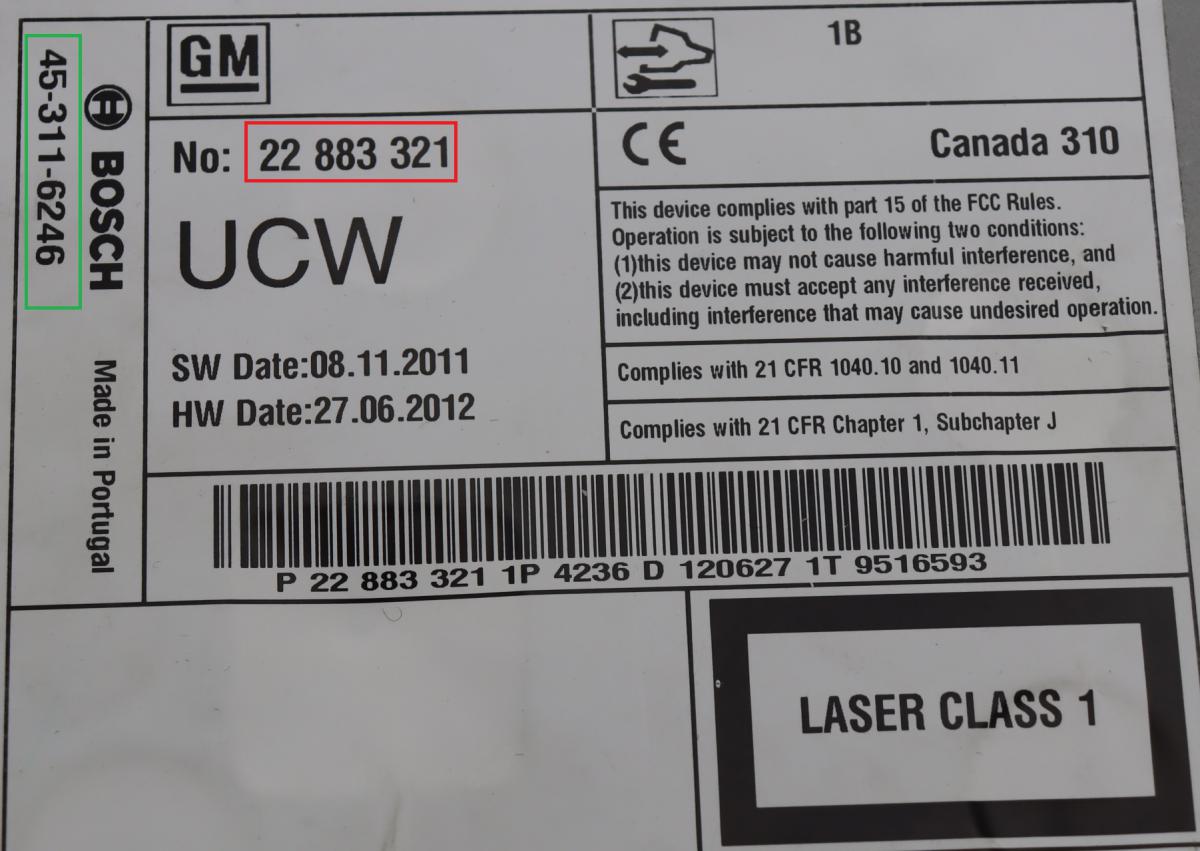 45-311-6246
BOSCH
Made in Portugal
GM
No: 22 883 321
UCW
SW Date:08.11.2011
HW Date:27.06.2012
1B
CE
Canada 310
This device complies with part 15 of the FCC Rules.
Operation is subject to the following two conditions:
(1)this device may not cause harmful interference, and
(2)this device must accept any interference received,
including interference that may cause undesired operation.
Complies with 21 CFR 1040.10 and 1040.11
Complies with 21 CFR Chapter 1, Subchapter J
P 22 883 321 1P 4236 D 120627 1T 9516593
LASER CLASS 1